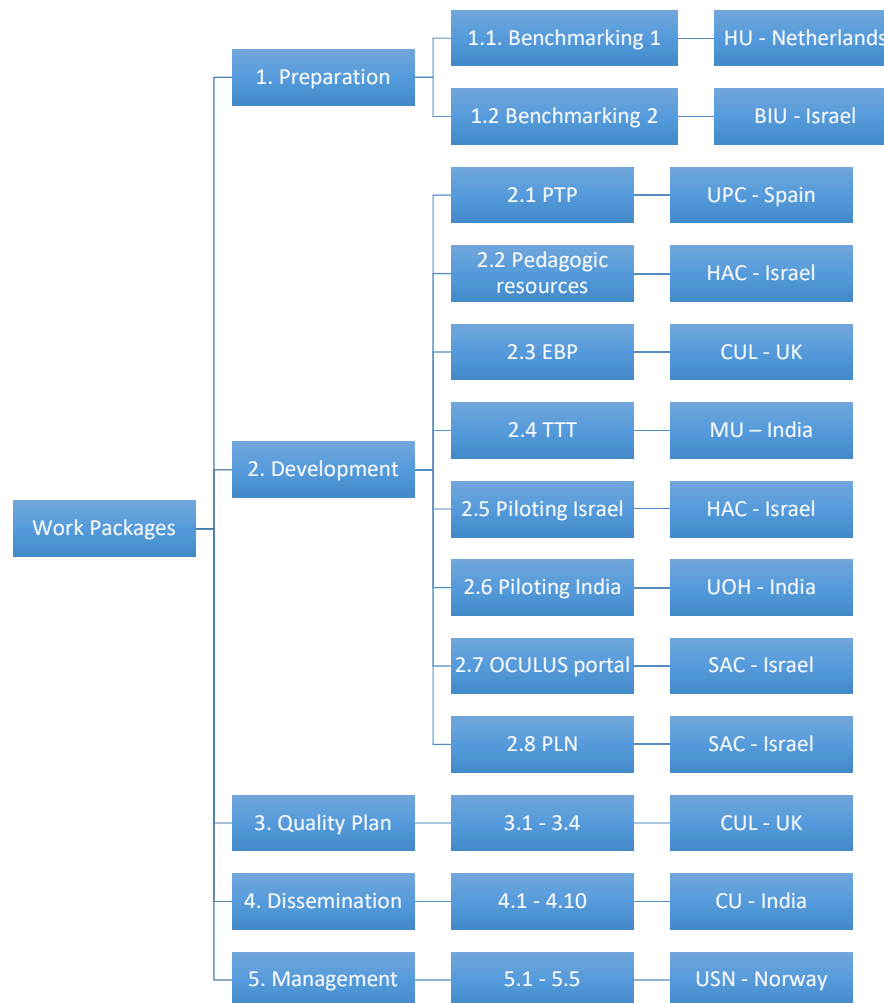 1.1. Benchmarking 1
HU - Netherlands
1. Preparation
1.2 Benchmarking 2
BIU - Israel
2.1 PTP
UPC - Spain
2.2 Pedagogic
resources
HAC - Israel
2.3 EBP
CUL - UK
2.4 TTT
MU – India
2. Development
2.5 Piloting Israel
HAC - Israel
Work Packages
2.6 Piloting India
UOH - India
2.7 OCULUS portal
SAC - Israel
2.8 PLN
SAC - Israel
3. Quality Plan
3.1 - 3.4
CUL - UK
4. Dissemination
4.1 - 4.10
CU - India
5. Management
5.1 - 5.5
USN - Norway